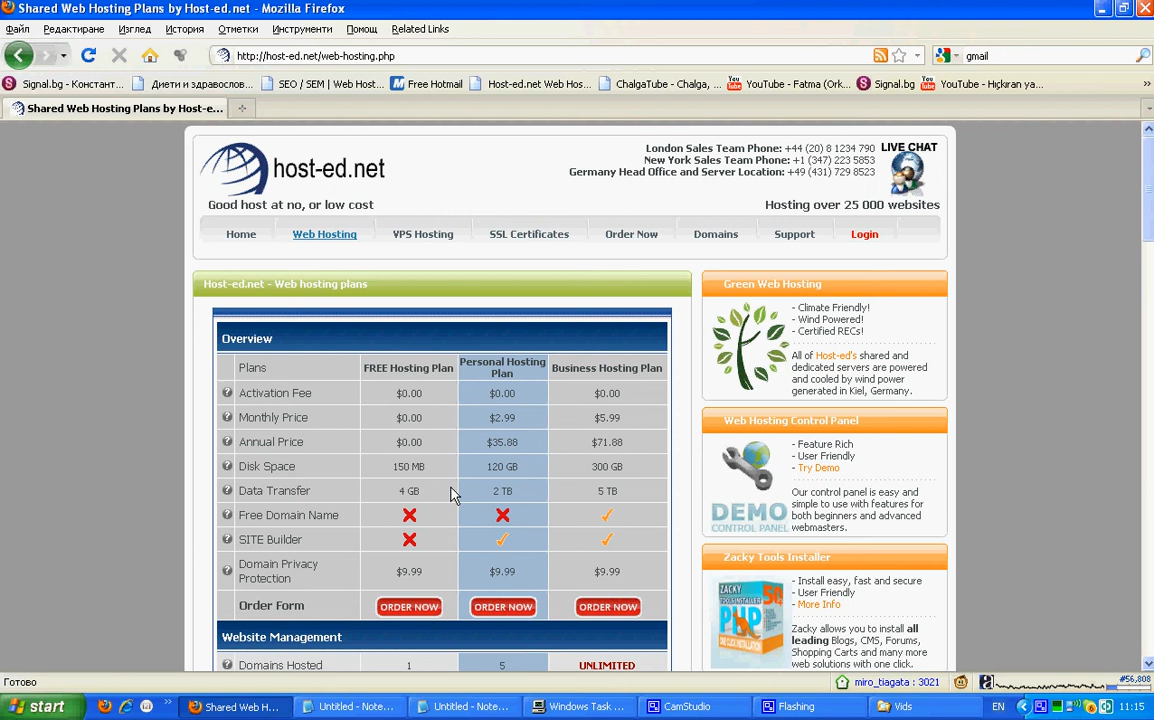 Shared Web Hosting Plans by Host-ed.net - Mozilla Firefox
Файл Редактиране Изглед История Отметки Инструменти Помощ Related Links
http://host-ed.net/web-hosting.php gmail
Signal.bg - Констант... Диети и здравослов... SEO / SEM | Web Host... Free Hotmail Host-ed.net Web Hos... ChalgaTube - Chalga, ... YouTube - Fatma (Ork... Signal.bg YouTube - Hıçkıran ya...
Shared Web Hosting Plans by Host-e...
host-ed.net
Good host at no, or low cost
London Sales Team Phone: +44 (20) 8 1234 790
New York Sales Team Phone: +1 (347) 223 5853
Germany Head Office and Server Location: +49 (431) 729 8523
LIVE CHAT
Hosting over 25 000 websites
Home Web Hosting VPS Hosting SSL Certificates Order Now Domains Support Login
Host-ed.net - Web hosting plans
Overview
Plans FREE Hosting Plan Personal Hosting Plan Business Hosting Plan
Activation Fee $0.00 $0.00 $0.00
Monthly Price $0.00 $2.99 $5.99
Annual Price $0.00 $35.88 $71.88
Disk Space 150 MB 120 GB 300 GB
Data Transfer 4 GB 2 TB 5 TB
Free Domain Name
SITE Builder
Domain Privacy Protection $9.99 $9.99 $9.99
Order Form ORDER NOW ORDER NOW ORDER NOW
Website Management
Domains Hosted 1 5 UNLIMITED
Green Web Hosting
- Climate Friendly!
- Wind Powered!
- Certified RECs!
All of Host-ed's shared and
dedicated servers are powered
and cooled by wind power
generated in Kiel, Germany.
Web Hosting Control Panel
- Feature Rich
- User Friendly
- Try Demo
DEMO
CONTROL PANEL
Our control panel is easy and
simple to use with features for
both beginners and advanced
webmasters.
Zacky Tools Installer
- Install easy, fast and secure
- User Friendly
- More Info
PHP
Zacky allows you to install all
leading Blogs, CMS, Forums,
Shopping Carts and many more
web solutions with one click.
Готово miro_tiagata : 3021 #56,808
start Shared Web H... Untitled - Note... Untitled - Note... Windows Task ... CamStudio Flashing Vids EN 11:15